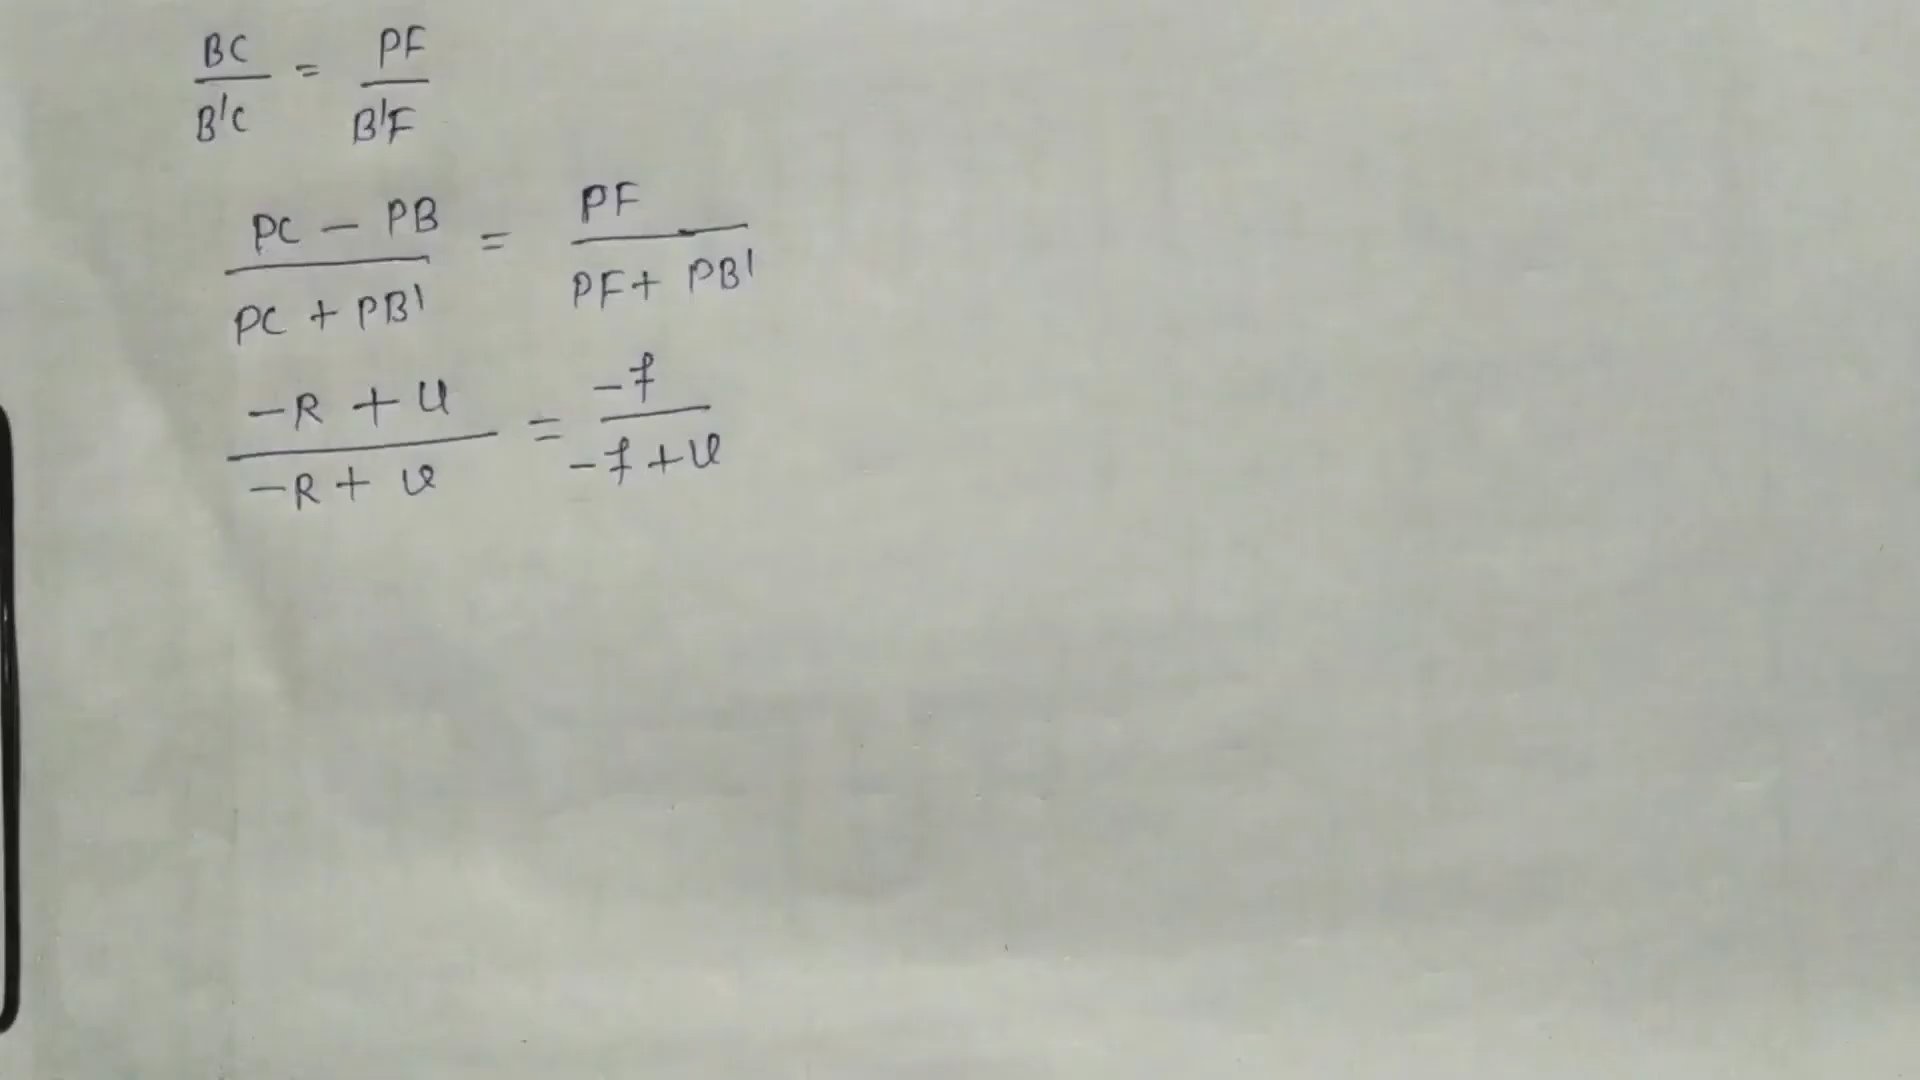 BC/B'C = PF/B'F
PC - PB/PC + PB' = PF/PF + PB'
-R + u/-R + v = -f/-f + v